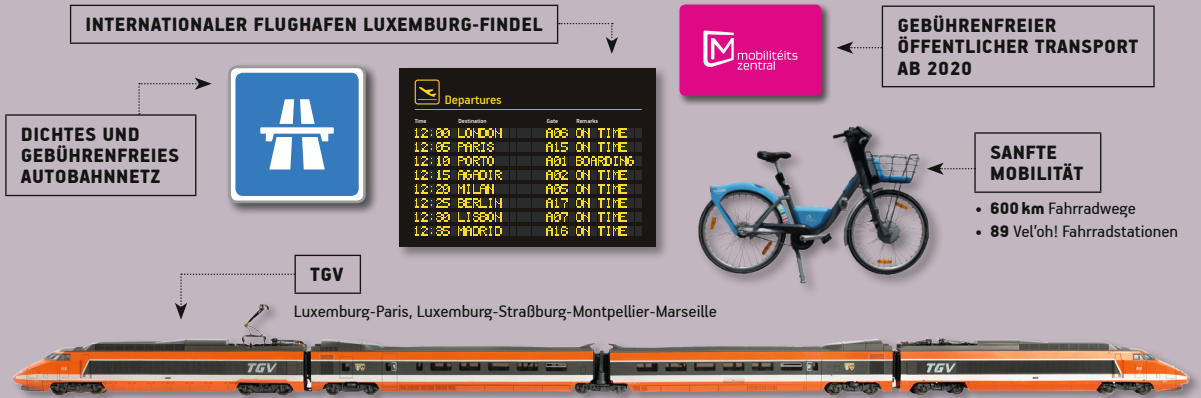 INTERNATIONALER FLUGHAFEN LUXEMBURG-FINDEL
mobilitéits
zentral
GEBÜHRENFREIER
ÖFFENTLICHER TRANSPORT
AB 2020
DICHTES UND
GEBÜHRENFREIES
AUTOBAHNNETZ
Departures
Time Destination Gate Remarks
12:00 LONDON A06 ON TIME
12:05 PARIS A15 ON TIME
12:10 PORTO A01 BOARDING
12:15 AGADIR A02 ON TIME
12:20 MILAN A05 ON TIME
12:25 BERLIN A17 ON TIME
12:30 LISBON A07 ON TIME
12:35 MADRID A16 ON TIME
SANFTE
MOBILITÄT
• 600 km Fahrradwege
• 89 Vel'oh! Fahrradstationen
TGV
Luxemburg-Paris, Luxemburg-Straßburg-Montpellier-Marseille
TGV
TGV